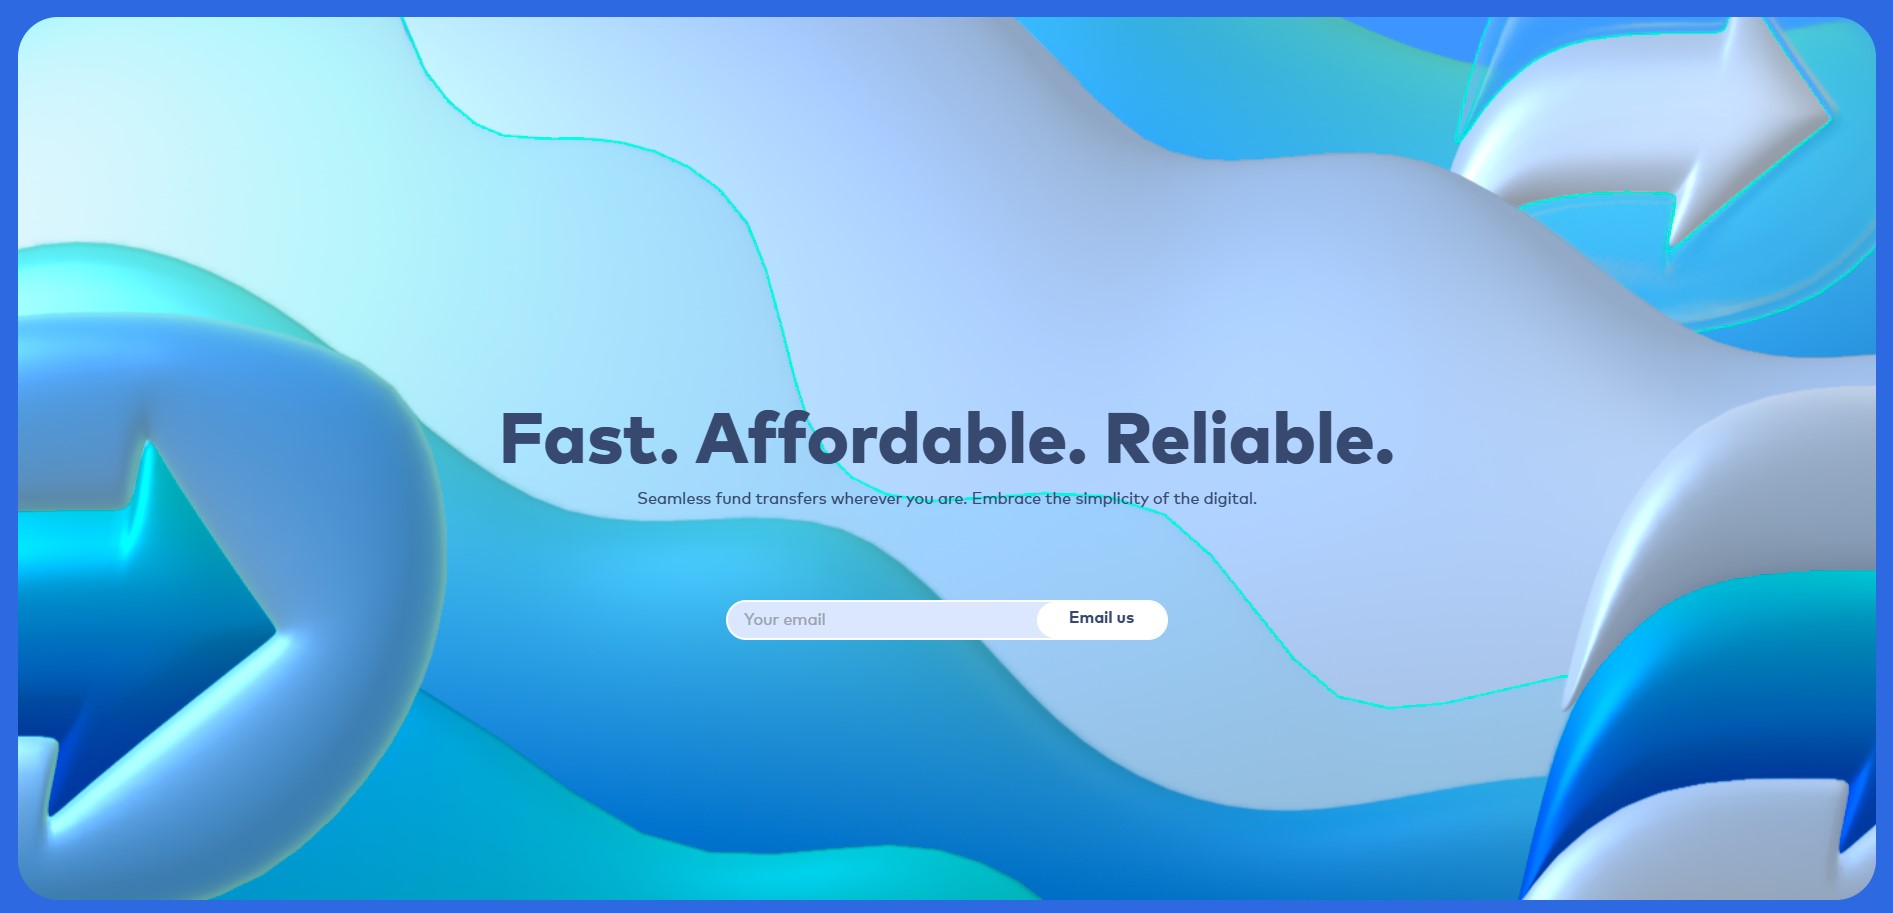 Fast. Affordable. Reliable.
Seamless fund transfers wherever you are. Embrace the simplicity of the digital.
Your email
Email us